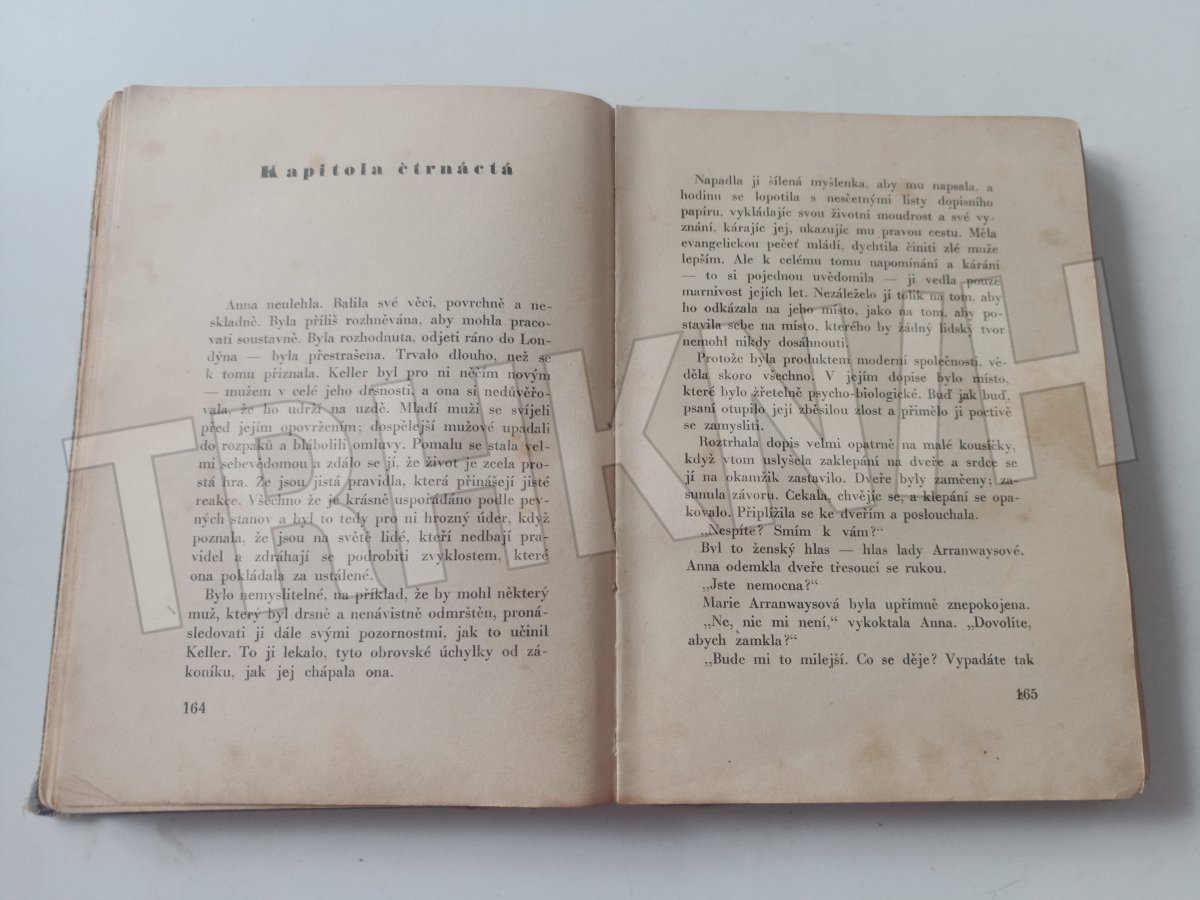 Kapitola čtrnáctá
Anna neulehla. Balila své věci, povrchně a ne-
skladně. Byla příliš rozhněvána, aby mohla praco-
vati soustavně. Byla rozhodnuta, odjeti ráno do Lon-
dýna — byla přestrašena. Trvalo dlouho, než se
k tomu přiznala. Keller byl pro ni něčím novým
— mužem v celé jeho drsnosti, a ona si nedůvěřo-
vala, že ho udrží na uzdě. Mladí muži se svíjeli
před jejím opovržením; dospělejší mužové upadali
do rozpaků a blábolili omluvy. Pomalu se stala vel-
mi sebevědomou a zdálo se jí, že život je zcela pro-
stá hra. Že jsou jistá pravidla, která přinášejí jisté
reakce. Všechno že je krásně uspořádáno podle pev-
ných stanov a byl to tedy pro ni hrozný úder, když
poznala, že jsou na světě lidé, kteří nedbají pra-
videl a zdráhají se podrobiti zvyklostem, které
ona pokládala za ustálené.
Bylo nemyslitelné, na příklad, že by mohl některý
muž, který byl drsně a nenávistně odmrštěn, proná-
sledovati ji dále svými pozornostmi, jak to učinil
Keller. To ji lekalo, tyto obrovské úchylky od zá-
koníku, jak jej chápala ona.
164
Napadla ji šílená myšlenka, aby mu napsala, a
hodinu se lopotila s nesčetnými listy dopisního
papíru, vykládajíc svou životní moudrost a své vy-
znání, kárajíc jej, ukazujíc mu pravou cestu. Měla
evangelickou pečeť mládí, dychtila činiti zlé muže
lepším. Ale k celému tomu napomínání a kárání
— to si pojednou uvědomila — ji vedla pouze
marnivost jejích let. Nezáleželo jí tolik na tom, aby
ho odkázala na jeho místo, jako na tom, aby po-
stavila sebe na místo, kterého by žádný lidský tvor
nemohl nikdy dosáhnouti.
Protože byla produktem moderní společnosti, vě-
děla skoro všechno. V jejím dopise bylo místo,
které bylo zřetelně psycho-biologické. Buď jak buď,
psaní otupilo její zběsilou zlost a přimělo ji poctivě
se zamysliti.
Roztrhala dopis velmi opatrně na malé kousíčky,
když vtom uslyšela zaklepání na dveře a srdce se
jí na okamžik zastavilo. Dveře byly zamčeny; za-
sunula závoru. Čekala, chvějíc se, a klepání se opa-
kovalo. Připlížila se ke dveřím a poslouchala.
„Nespíte? Smím k vám?“
Byl to ženský hlas — hlas lady Arranwaysové.
Anna odemkla dveře třesoucí se rukou.
„Jste nemocna?“
Marie Arranwaysová byla upřímně znepokojena.
„Ne, nic mi není,“ vykoktala Anna. „Dovolíte,
abych zamkla?“
„Bude mi to milejší. Co se děje? Vypadáte tak
165
TRH KNIH